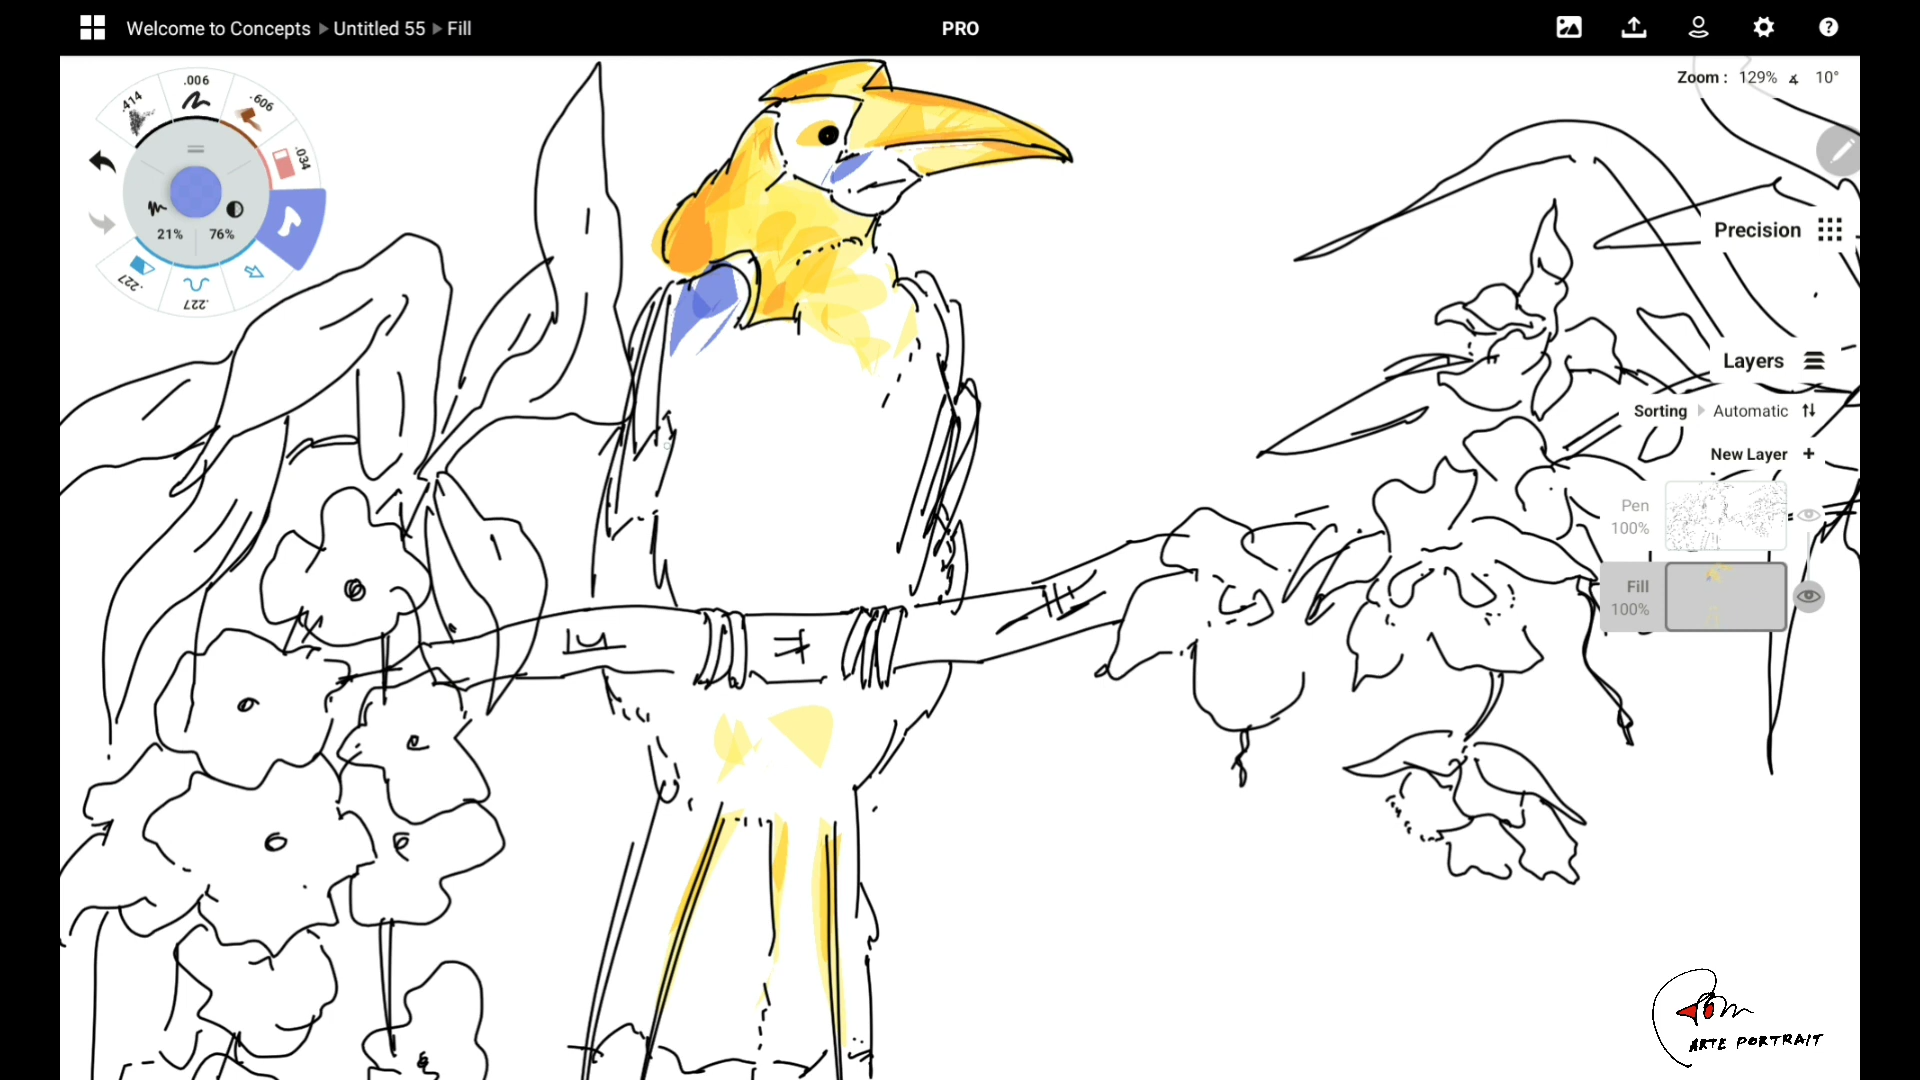 Welcome to Concepts Untitled 55 Fill
PRO
Zoom : 129% 10°
.414
.006
.606
.034
21%
76%
.227
.227
Precision
Layers
Sorting Automatic
New Layer +
Pen
100%
Fill
100%
ARTE PORTRAIT